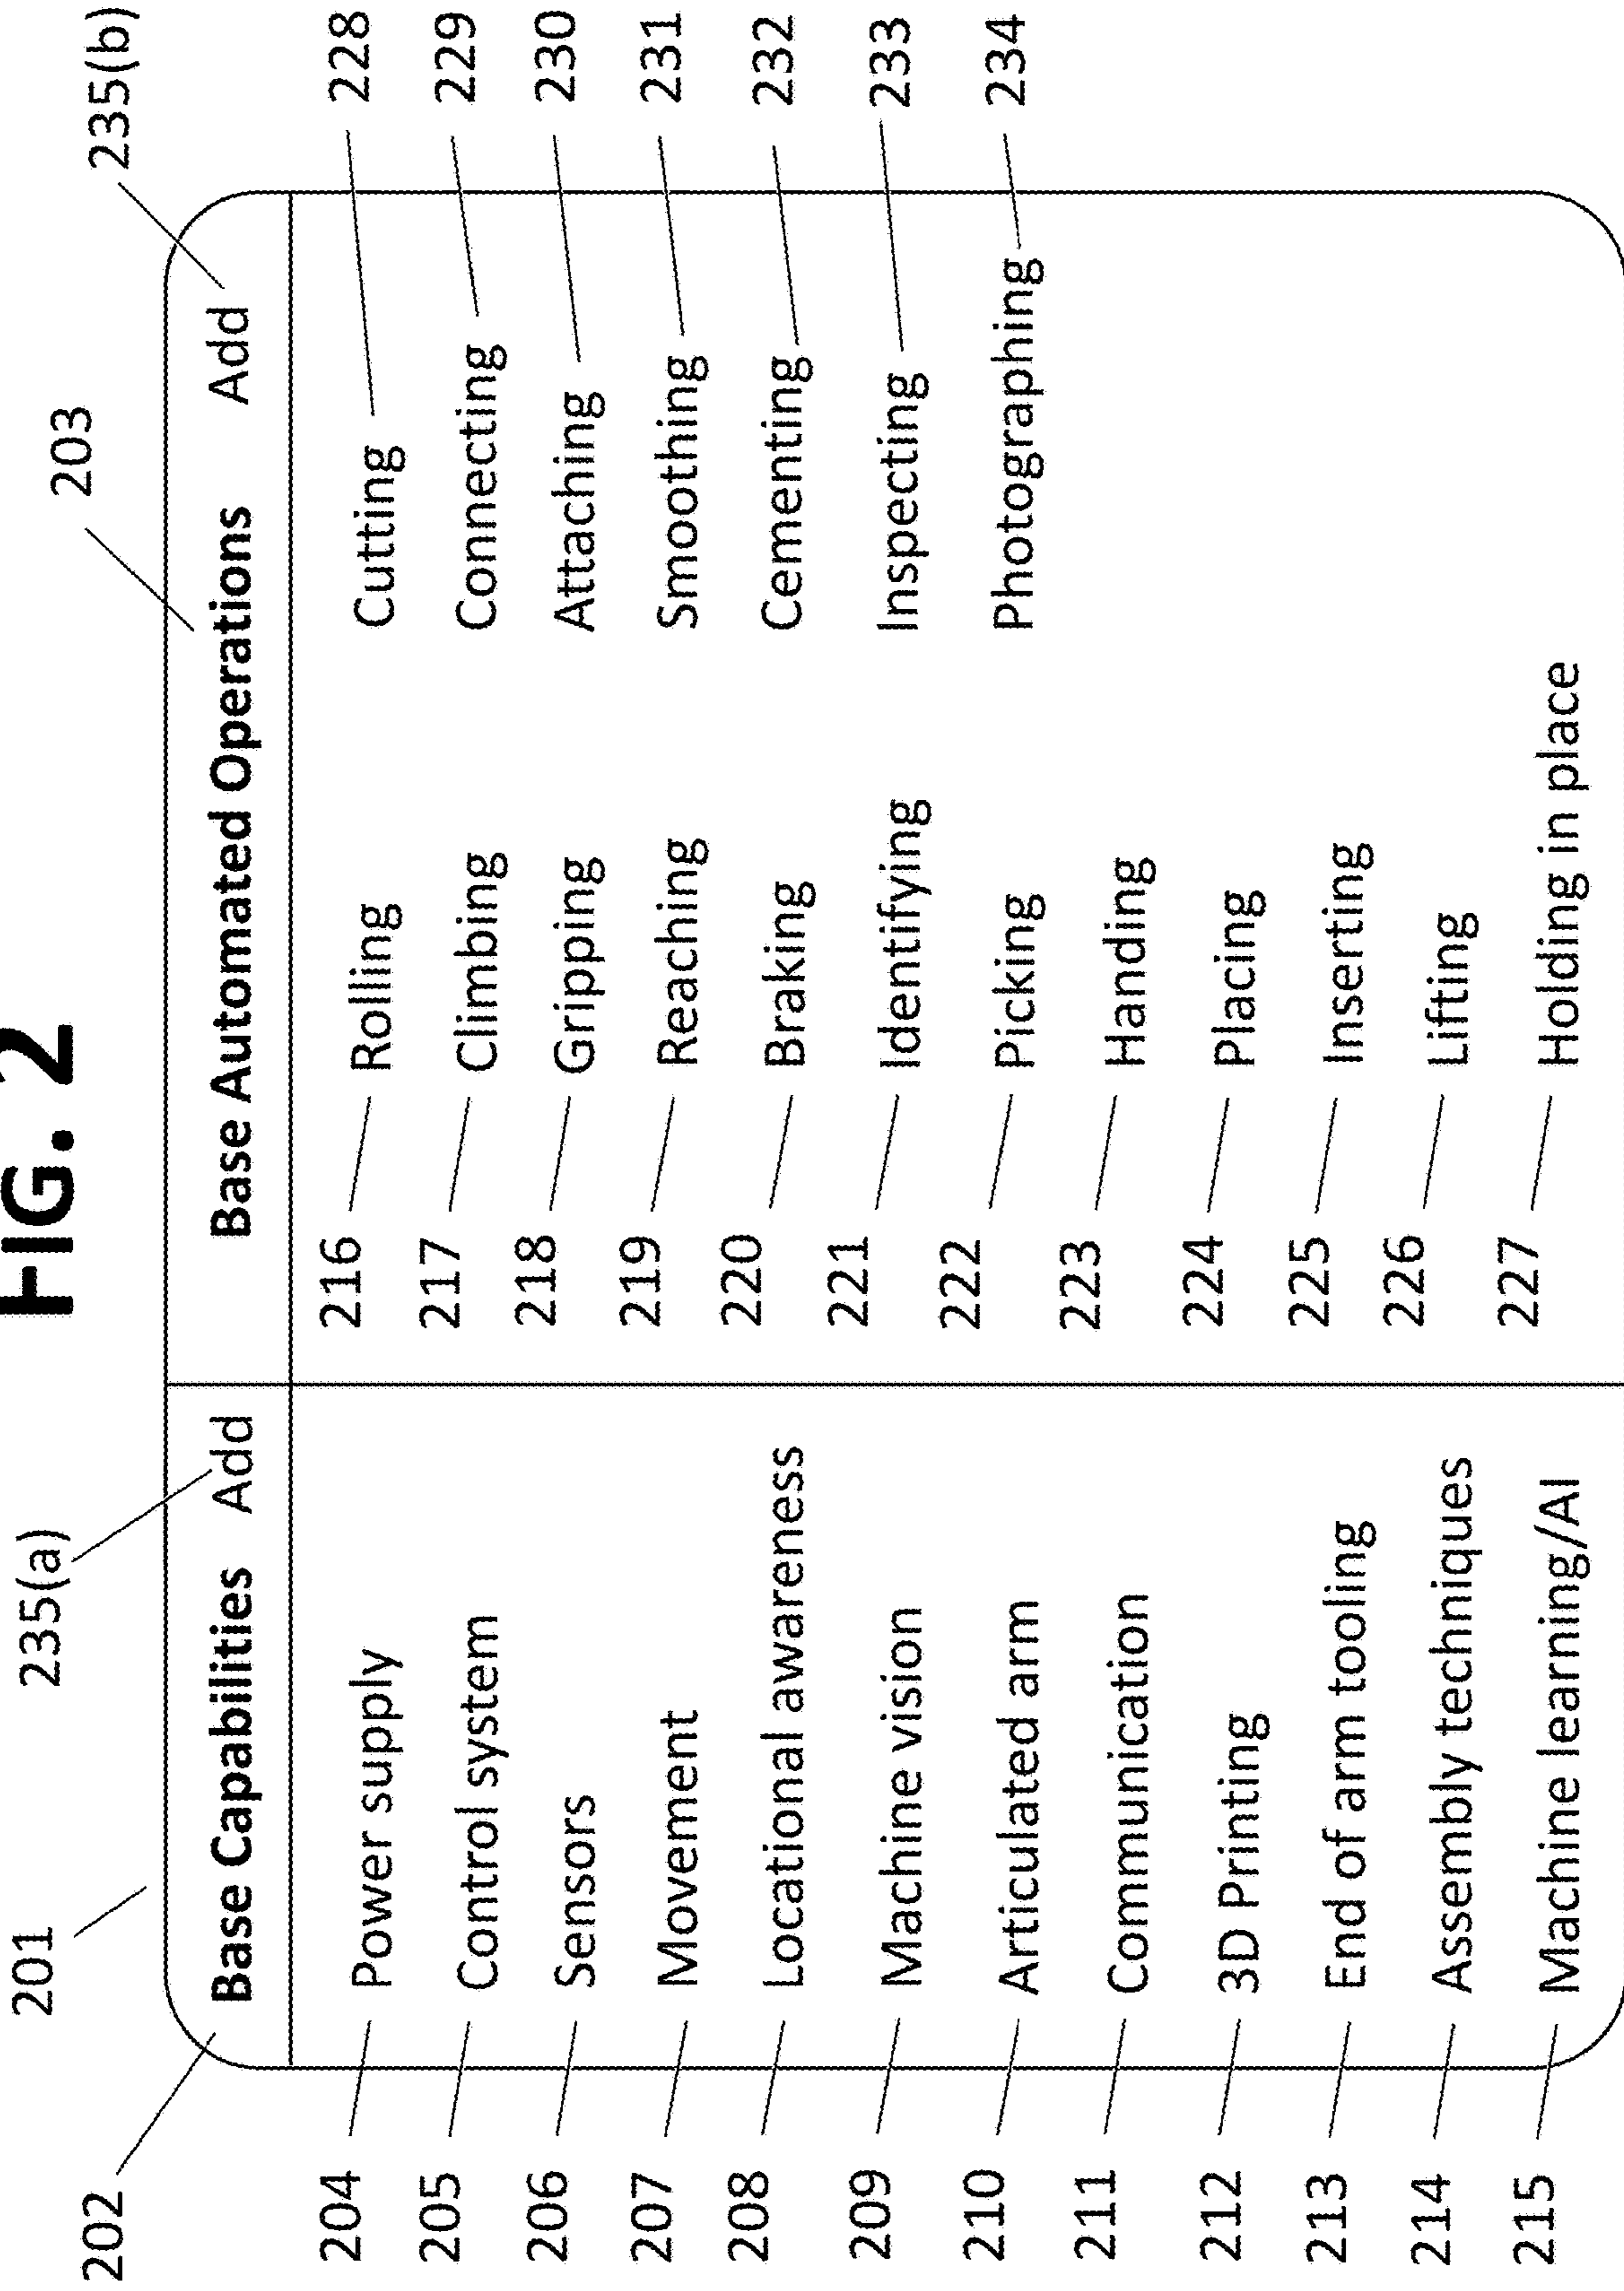 FIG. 2
201 235(a) 203 235(b)
202
Base Capabilities Add Base Automated Operations Add
204 Power supply 216 Rolling Cutting 228
205 Control system 217 Climbing Connecting 229
206 Sensors 218 Gripping Attaching 230
207 Movement 219 Reaching Smoothing 231
208 Locational awareness 220 Braking Cementing 232
209 Machine vision 221 Identifying Inspecting 233
210 Articulated arm 222 Picking Photographing 234
211 Communication 223 Handing
212 3D Printing 224 Placing
213 End of arm tooling 225 Inserting
214 Assembly techniques 226 Lifting
215 Machine learning/AI 227 Holding in place